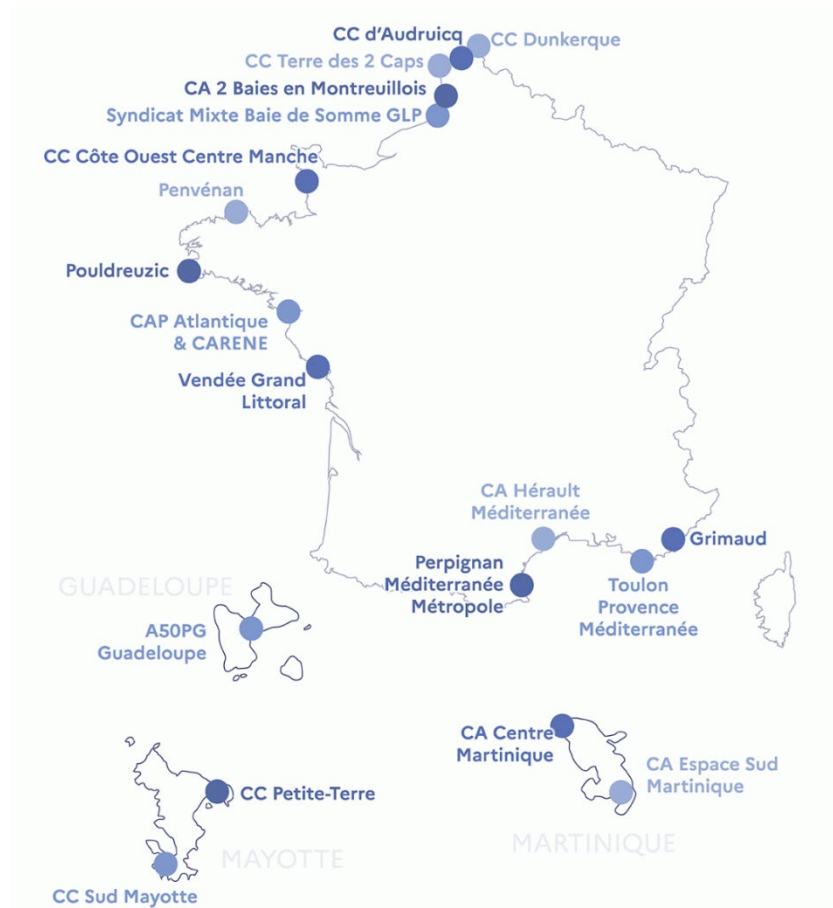 CC d'Audruicq
CC Dunkerque
CC Terre des 2 Caps
CA 2 Baies en Montreuillois
Syndicat Mixte Baie de Somme GLP
CC Côte Ouest Centre Manche
Penvénan
Pouldreuzic
CAP Atlantique
& CARENE
Vendée Grand
Littoral
CA Hérault
Méditerranée
Grimaud
Perpignan
Méditerranée
Métropole
Toulon
Provence
Méditerranée
GUADELOUPE
A50PG
Guadeloupe
CA Centre
Martinique
CA Espace Sud
Martinique
MARTINIQUE
CC Petite-Terre
MAYOTTE
CC Sud Mayotte